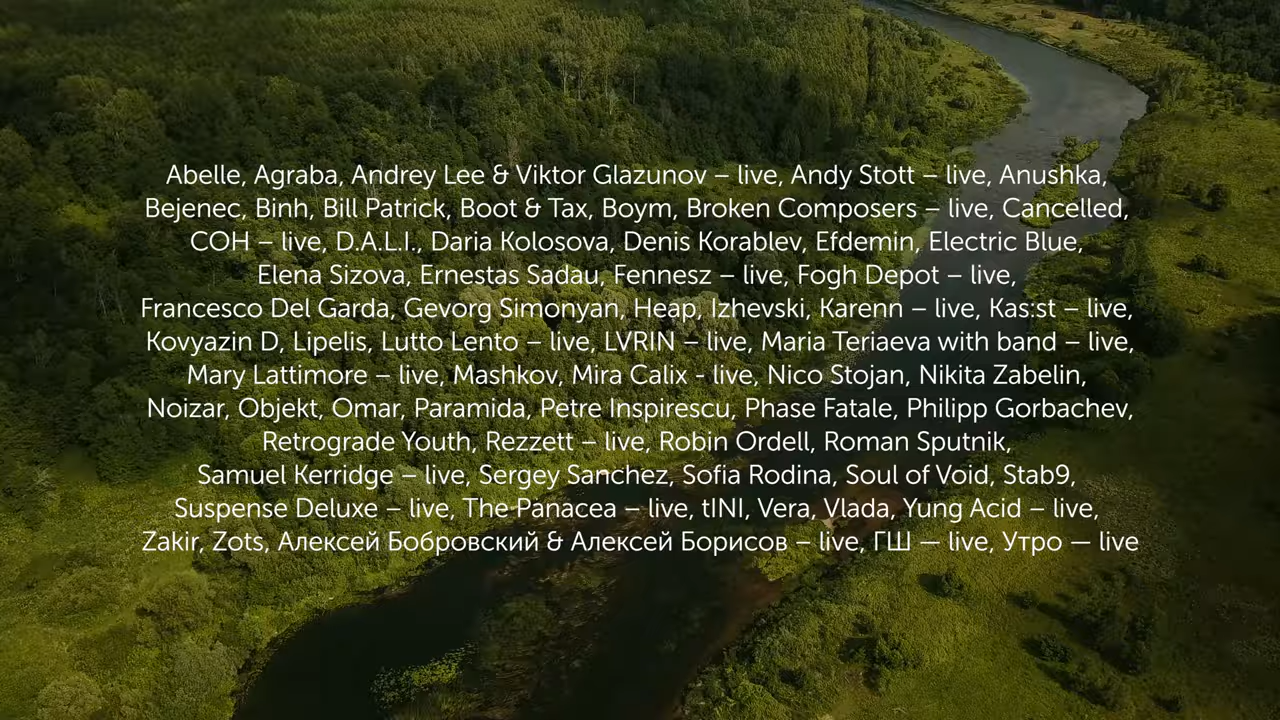 Abelle, Agraba, Andrey Lee & Viktor Glazunov – live, Andy Stott – live, Anushka,
Bejenec, Binh, Bill Patrick, Boot & Tax, Boym, Broken Composers – live, Cancelled,
COH – live, D.A.L.I., Daria Kolosova, Denis Korablev, Efdemin, Electric Blue,
Elena Sizova, Ernestas Sadau, Fennesz – live, Fogh Depot – live,
Francesco Del Garda, Gevorg Simonyan, Heap, Izhevski, Karenn – live, Kas:st – live,
Kovyazin D, Lipelis, Lutto Lento – live, LVRIN – live, Maria Teriaeva with band – live,
Mary Lattimore – live, Mashkov, Mira Calix - live, Nico Stojan, Nikita Zabelin,
Noizar, Objekt, Omar, Paramida, Petre Inspirescu, Phase Fatale, Philipp Gorbachev,
Retrograde Youth, Rezzett – live, Robin Ordell, Roman Sputnik,
Samuel Kerridge – live, Sergey Sanchez, Sofia Rodina, Soul of Void, Stab9,
Suspense Deluxe – live, The Panacea – live, tINI, Vera, Vlada, Yung Acid – live,
Zakir, Zots, Алексей Бобровский & Алексей Борисов – live, ГШ — live, Утро — live